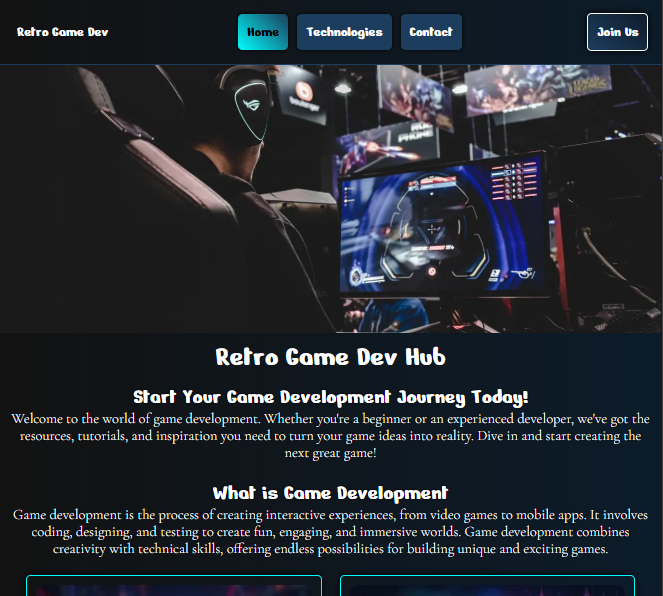 Retro Game Dev
Home
Technologies
Contact
Join Us
Retro Game Dev Hub
Start Your Game Development Journey Today!
Welcome to the world of game development. Whether you're a beginner or an experienced developer, we've got the
resources, tutorials, and inspiration you need to turn your game ideas into reality. Dive in and start creating the
next great game!
What is Game Development
Game development is the process of creating interactive experiences, from video games to mobile apps. It involves
coding, designing, and testing to create fun, engaging, and immersive worlds. Game development combines
creativity with technical skills, offering endless possibilities for building unique and exciting games.